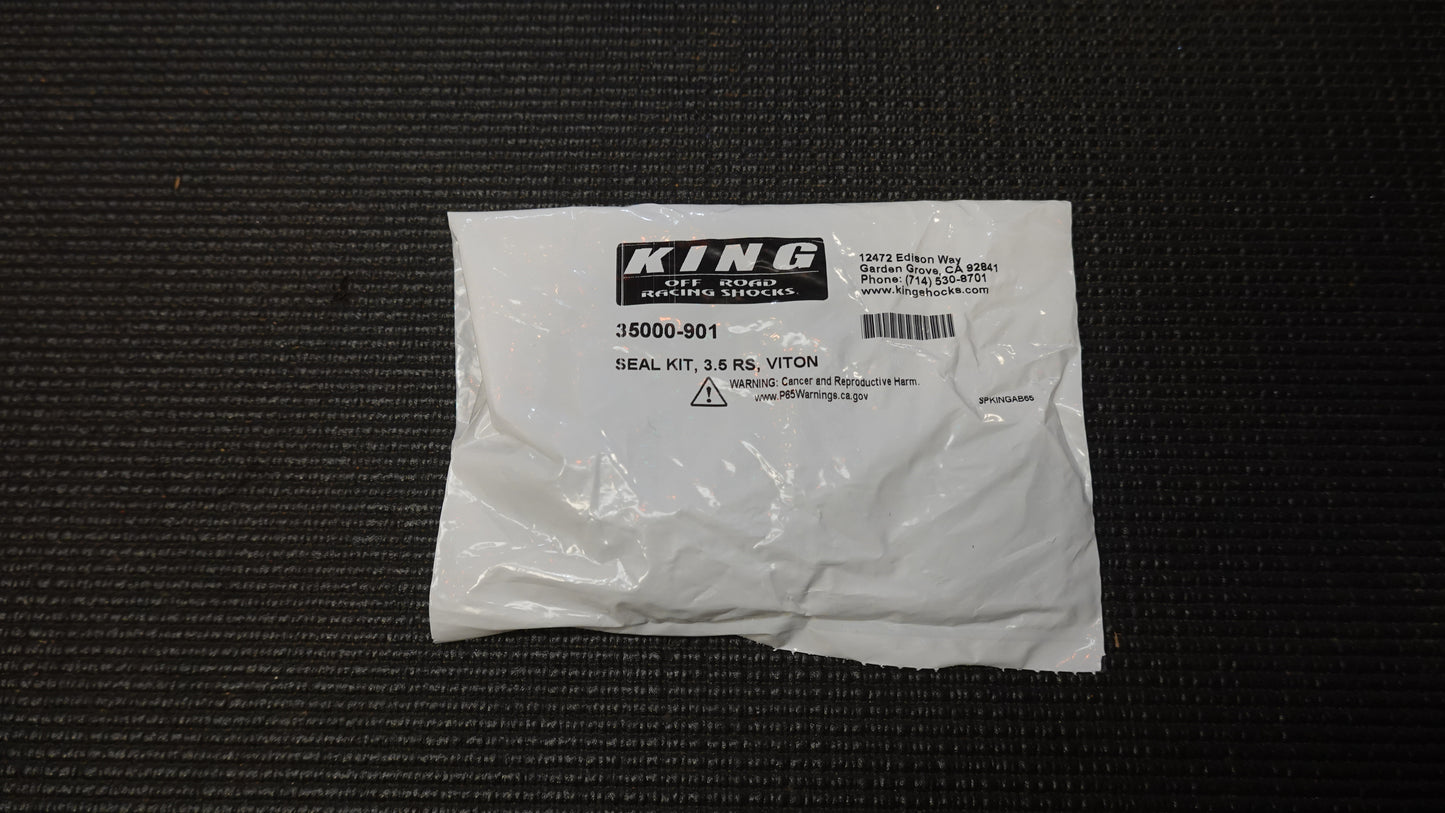 KING
OFF ROAD
RACING SHOCKS.
12472 Edison Way
Garden Grove, CA 92841
Phone: (714) 530-8701
www.kingshocks.com
35000-901
SEAL KIT, 3.5 RS, VITON
WARNING: Cancer and Reproductive Harm.
www.P65Warnings.ca.gov
SPKINGAB65